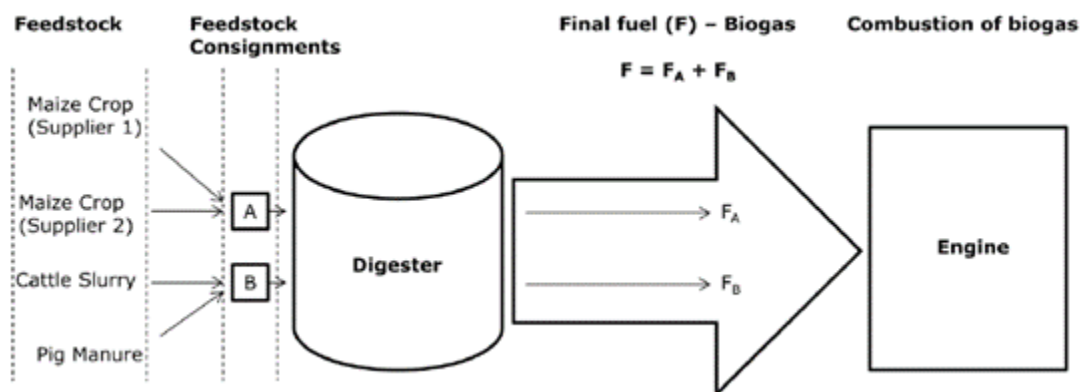 Feedstock
Feedstock
Consignments
Final fuel (F) – Biogas
F = FA + FB
Combustion of biogas
Maize Crop
(Supplier 1)
Maize Crop
(Supplier 2)
Cattle Slurry
Pig Manure
A
B
Digester
FA
FB
Engine